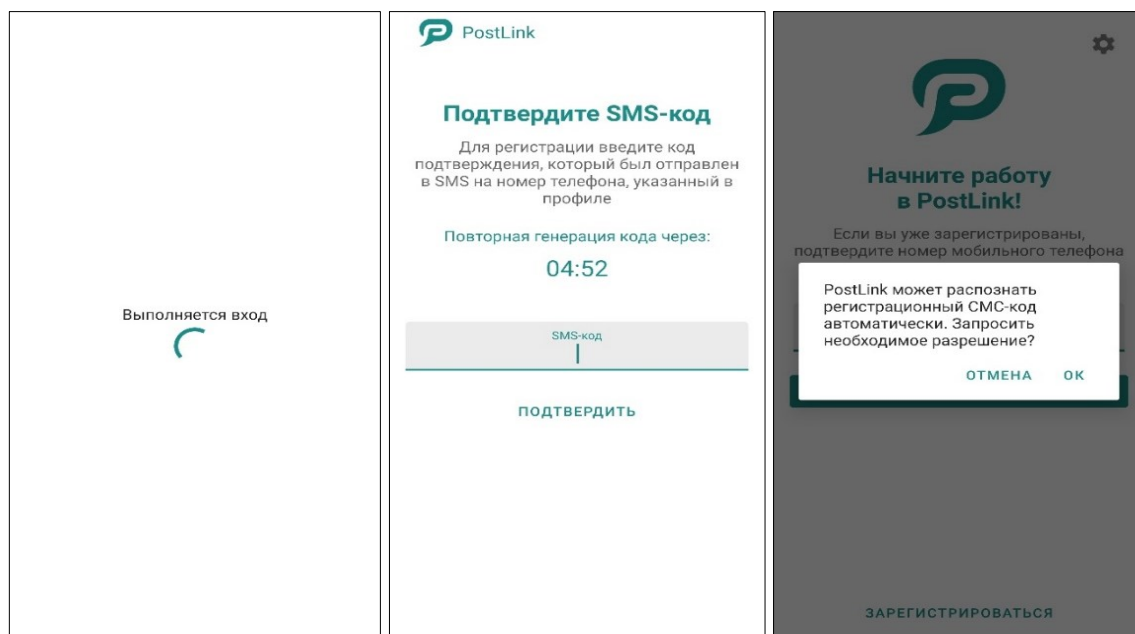 Выполняется вход
PostLink
Подтвердите SMS-код
Для регистрации введите код
подтверждения, который был отправлен
в SMS на номер телефона, указанный в
профиле
Повторная генерация кода через:
04:52
SMS-код
ПОДТВЕРДИТЬ
Начните работу
в PostLink!
Если вы уже зарегистрированы,
подтвердите номер мобильного телефона
PostLink может распознать
регистрационный СМС-код
автоматически. Запросить
необходимое разрешение?
ОТМЕНА ОК
ЗАРЕГИСТРИРОВАТЬСЯ